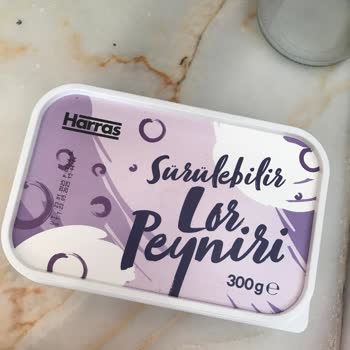 Harras
Sürülebilir
Lor
Peyniri
300g e